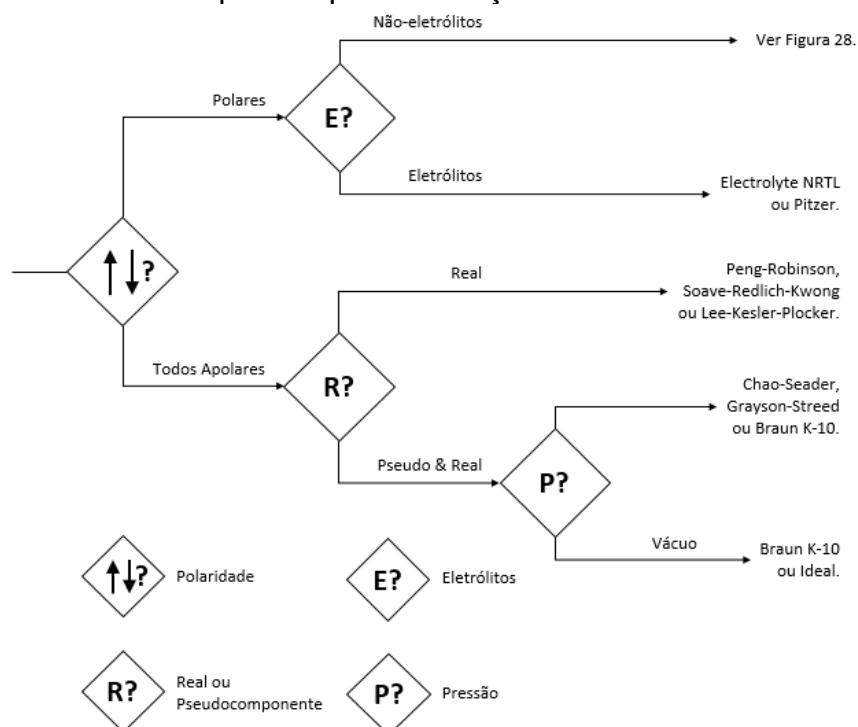 Não-eletrólitos
Ver Figura 28.
Polares
E?
Eletrólitos
Electrolyte NRTL
ou Pitzer.
?
Real
Peng-Robinson,
Soave-Redlich-Kwong
ou Lee-Kesler-Plocker.
Todos Apolares
R?
Chao-Seader,
Grayson-Streed
ou Braun K-10.
Pseudo & Real
P?
Vácuo
Braun K-10
ou Ideal.
?
Polaridade
E?
Eletrólitos
R?
Real ou
Pseudocomponente
P?
Pressão